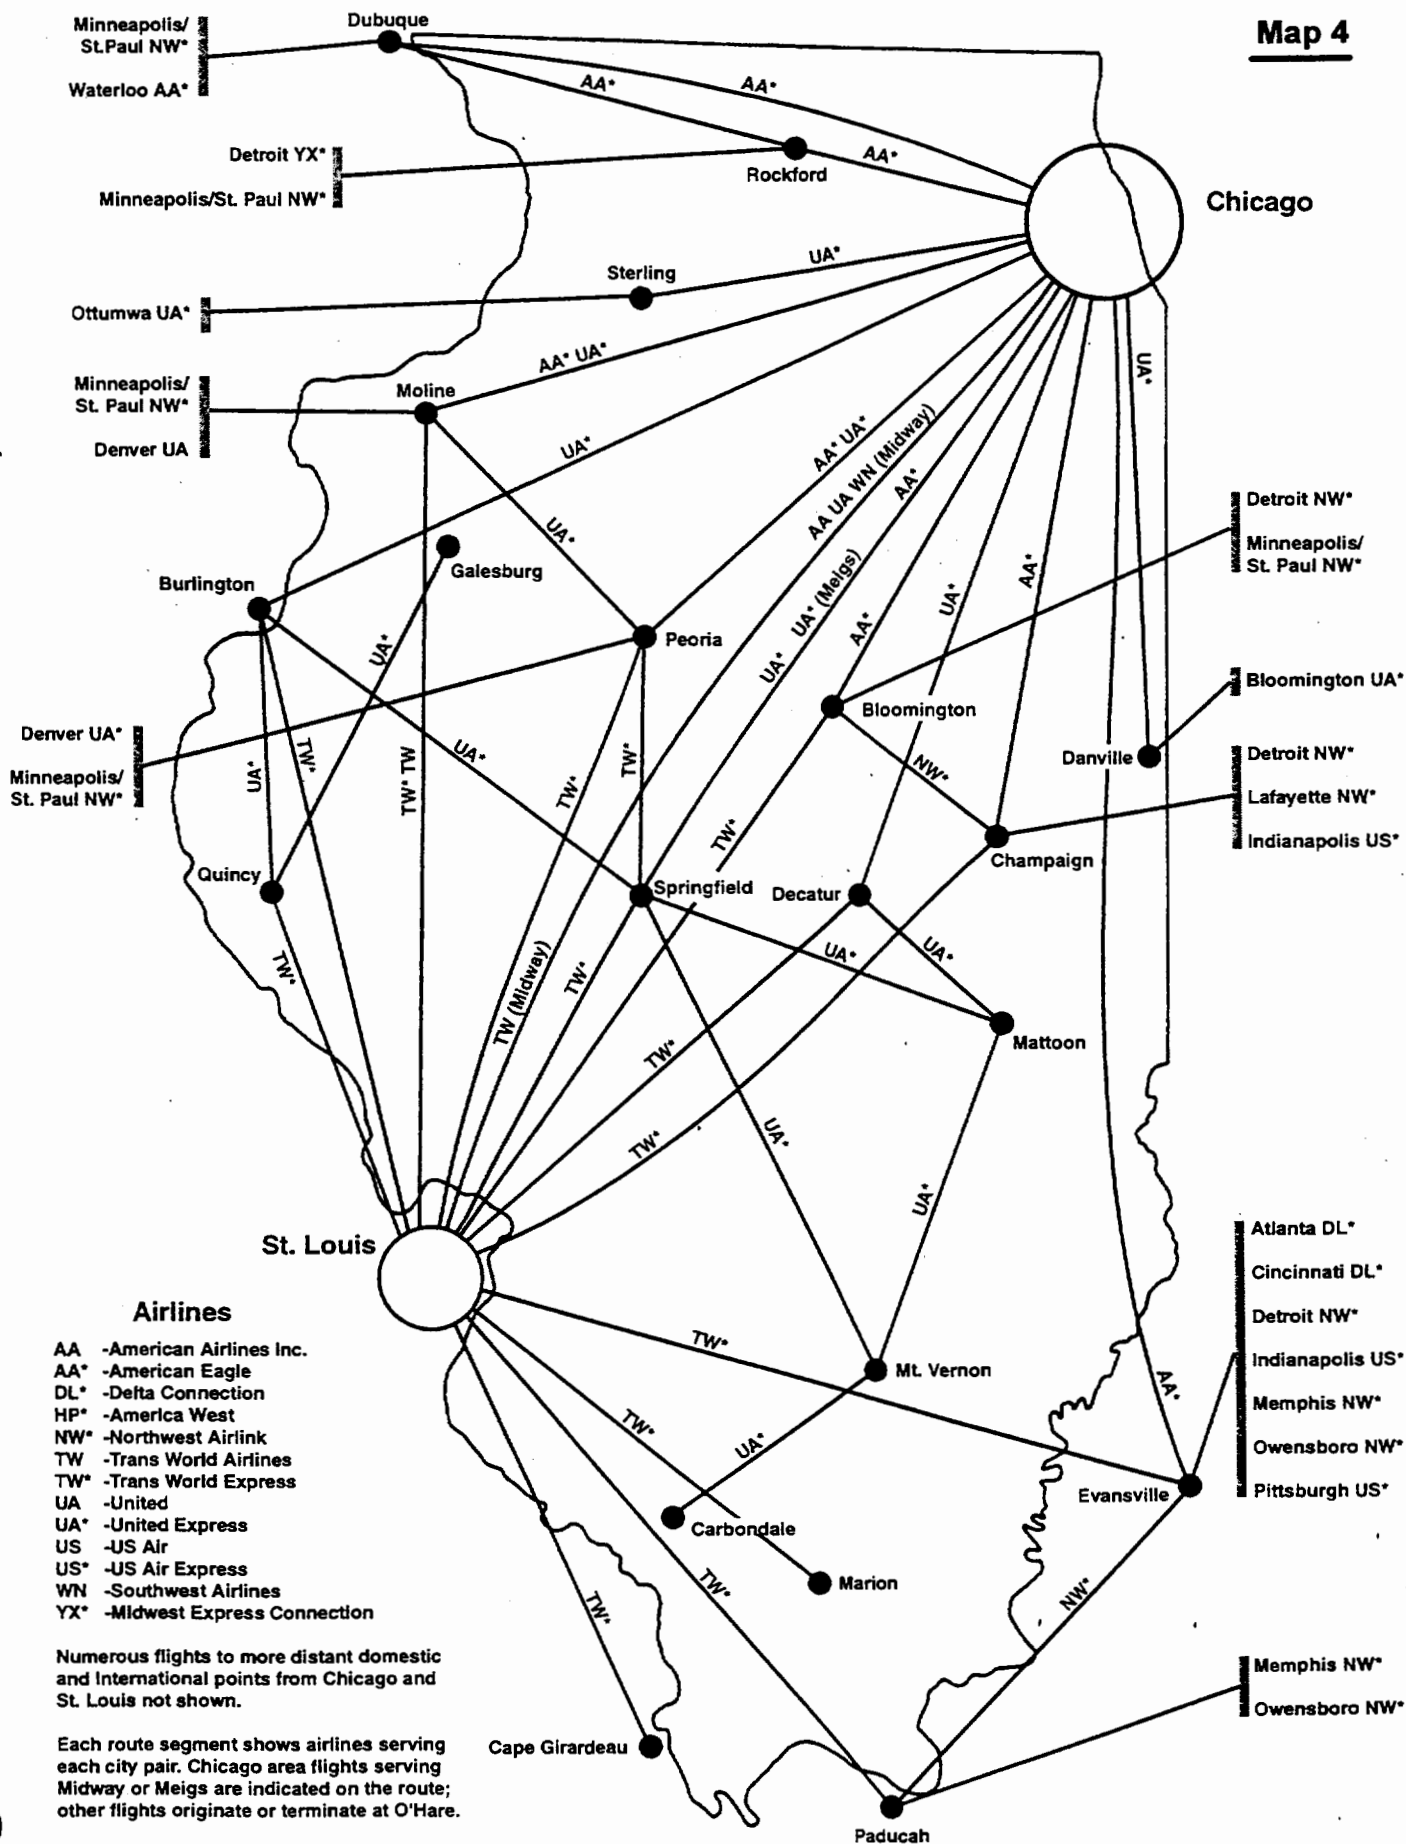 Map 4
Dubuque
Minneapolis/
St.Paul NW*
Waterloo AA*
AA*
AA*
Detroit YX*
Minneapolis/St. Paul NW*
Rockford
AA*
Chicago
Sterling
UA*
Ottumwa UA*
AA* UA*
Minneapolis/
St. Paul NW*
Denver UA
Moline
UA*
UA*
AA* UA*
AA UA WN (Midway)
AA*
UA* (Meigs)
UA*
AA*
UA*
AA*
UA*
Galesburg
Burlington
UA*
Peoria
Detroit NW*
Minneapolis/
St. Paul NW*
Bloomington
Bloomington UA*
Denver UA*
Minneapolis/
St. Paul NW*
UA*
TW*
TW* TW
UA*
TW*
TW*
TW*
NW*
Danville
Detroit NW*
Lafayette NW*
Indianapolis US*
Champaign
Quincy
Springfield
Decatur
TW*
TW (Midway)
TW*
UA*
UA*
Mattoon
TW*
TW*
UA*
UA*
St. Louis
Atlanta DL*
Cincinnati DL*
Detroit NW*
Indianapolis US*
Memphis NW*
Owensboro NW*
Pittsburgh US*
TW*
Mt. Vernon
AA*
TW*
UA*
Evansville
Carbondale
Marion
TW*
TW*
NW*
Memphis NW*
Owensboro NW*
Cape Girardeau
Paducah
Airlines
AA -American Airlines Inc.
AA* -American Eagle
DL* -Delta Connection
HP* -America West
NW* -Northwest Airlink
TW -Trans World Airlines
TW* -Trans World Express
UA -United
UA* -United Express
US -US Air
US* -US Air Express
WN -Southwest Airlines
YX* -Midwest Express Connection
Numerous flights to more distant domestic
and International points from Chicago and
St. Louis not shown.
Each route segment shows airlines serving
each city pair. Chicago area flights serving
Midway or Meigs are indicated on the route;
other flights originate or terminate at O'Hare.